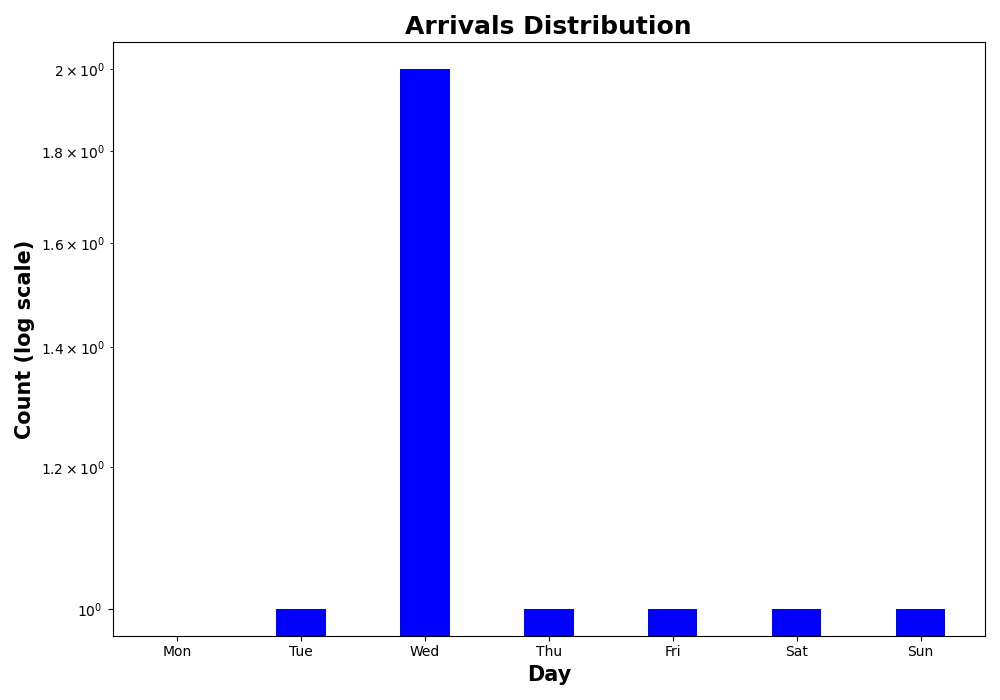 Arrivals Distribution
Count (log scale)
2 × 10⁰
1.8 × 10⁰
1.6 × 10⁰
1.4 × 10⁰
1.2 × 10⁰
10⁰
Mon Tue Wed Thu Fri Sat Sun
Day